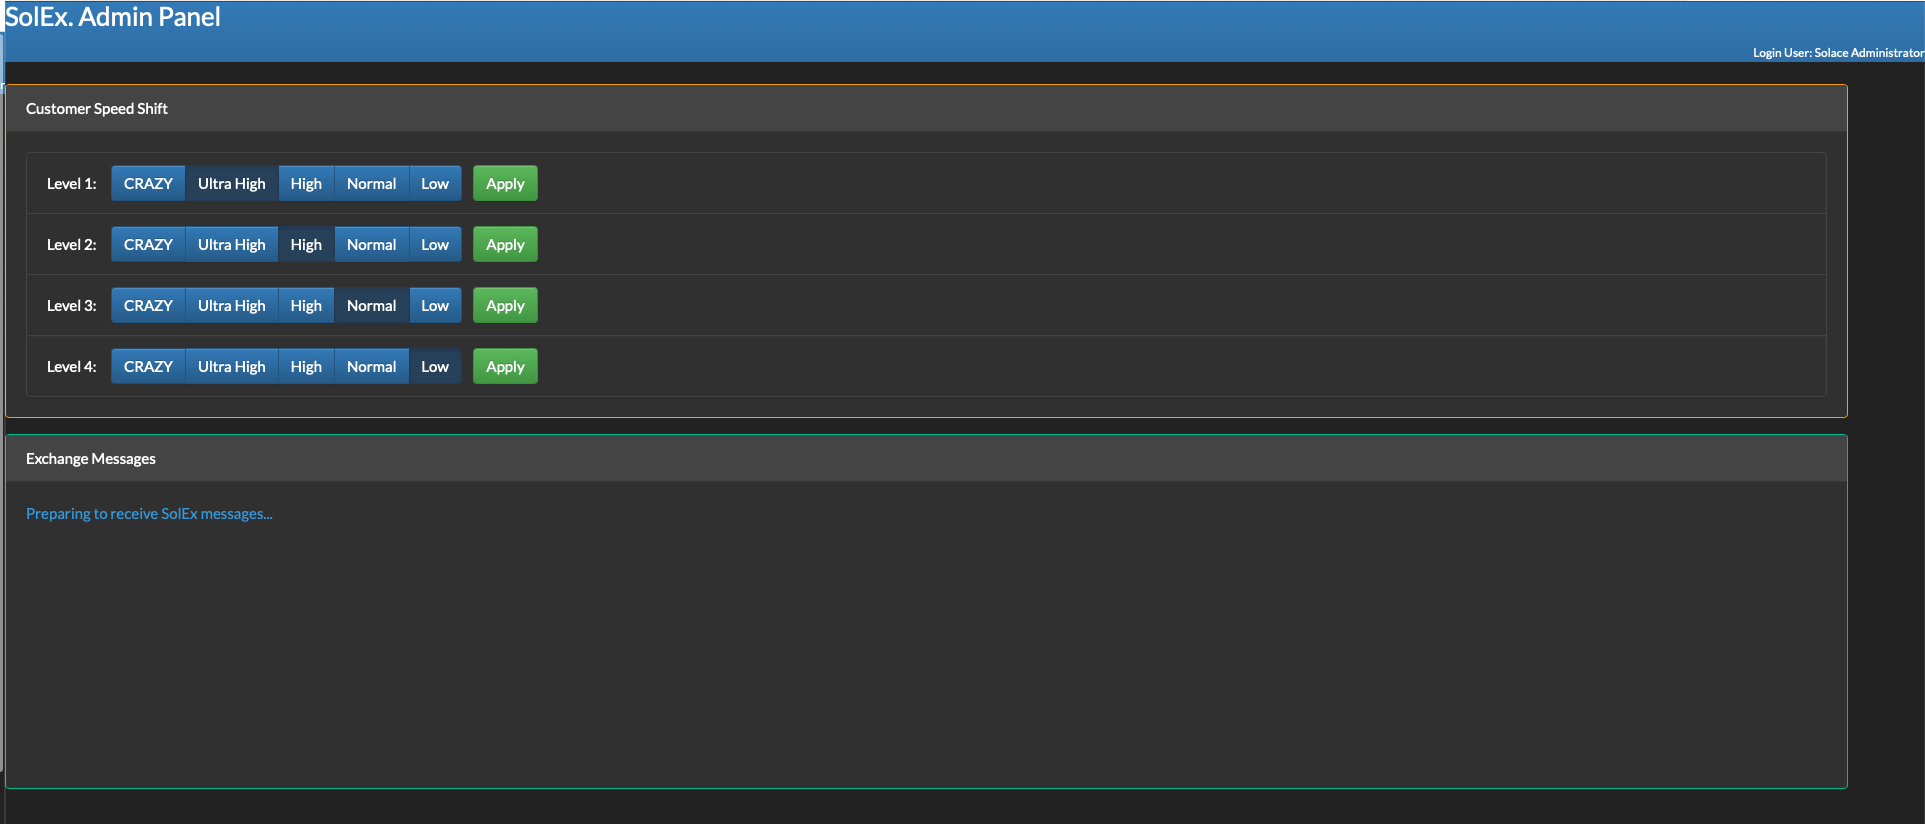 SolEx. Admin Panel
Login User: Solace Administrator
Customer Speed Shift
Level 1: CRAZY Ultra High High Normal Low Apply
Level 2: CRAZY Ultra High High Normal Low Apply
Level 3: CRAZY Ultra High High Normal Low Apply
Level 4: CRAZY Ultra High High Normal Low Apply
Exchange Messages
Preparing to receive SolEx messages...